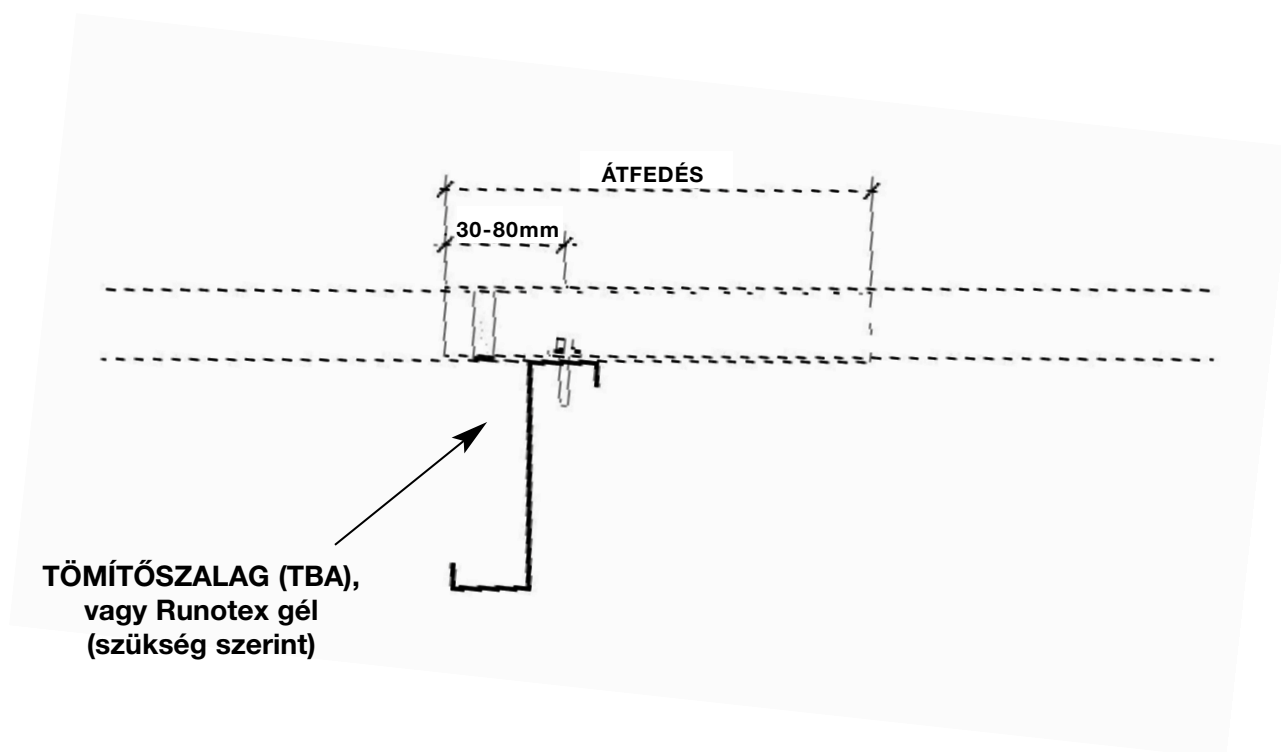 ÁTFEDÉS
30-80mm
TÖMÍTŐSZALAG (TBA),
vagy Runotex gél
(szükség szerint)